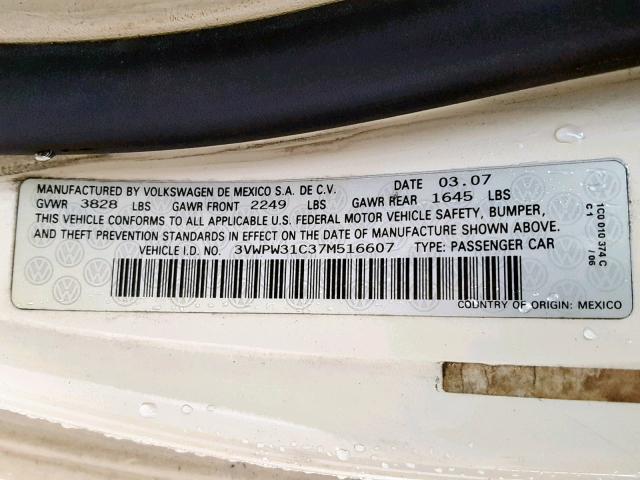 MANUFACTURED BY VOLKSWAGEN DE MEXICO S.A. DE C.V. DATE 03.07
GVWR 3828 LBS GAWR FRONT 2249 LBS GAWR REAR 1645 LBS
THIS VEHICLE CONFORMS TO ALL APPLICABLE U.S. FEDERAL MOTOR VEHICLE SAFETY, BUMPER,
AND THEFT PREVENTION STANDARDS IN EFFECT ON THE DATE OF MANUFACTURE SHOWN ABOVE.
VEHICLE I.D. NO. 3VWPW31C37M516607 TYPE: PASSENGER CAR
COUNTRY OF ORIGIN: MEXICO
1C0 010 374 C
C1 7/06